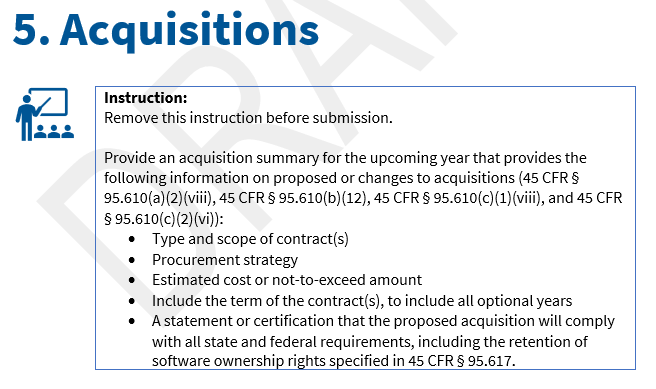 5. Acquisitions
Instruction:
Remove this instruction before submission.
Provide an acquisition summary for the upcoming year that provides the
following information on proposed or changes to acquisitions (45 CFR §
95.610(a)(2)(viii), 45 CFR § 95.610(b)(12), 45 CFR § 95.610(c)(1)(viii), and 45 CFR
§ 95.610(c)(2)(vi)):
• Type and scope of contract(s)
• Procurement strategy
• Estimated cost or not-to-exceed amount
• Include the term of the contract(s), to include all optional years
• A statement or certification that the proposed acquisition will comply
with all state and federal requirements, including the retention of
software ownership rights specified in 45 CFR § 95.617.